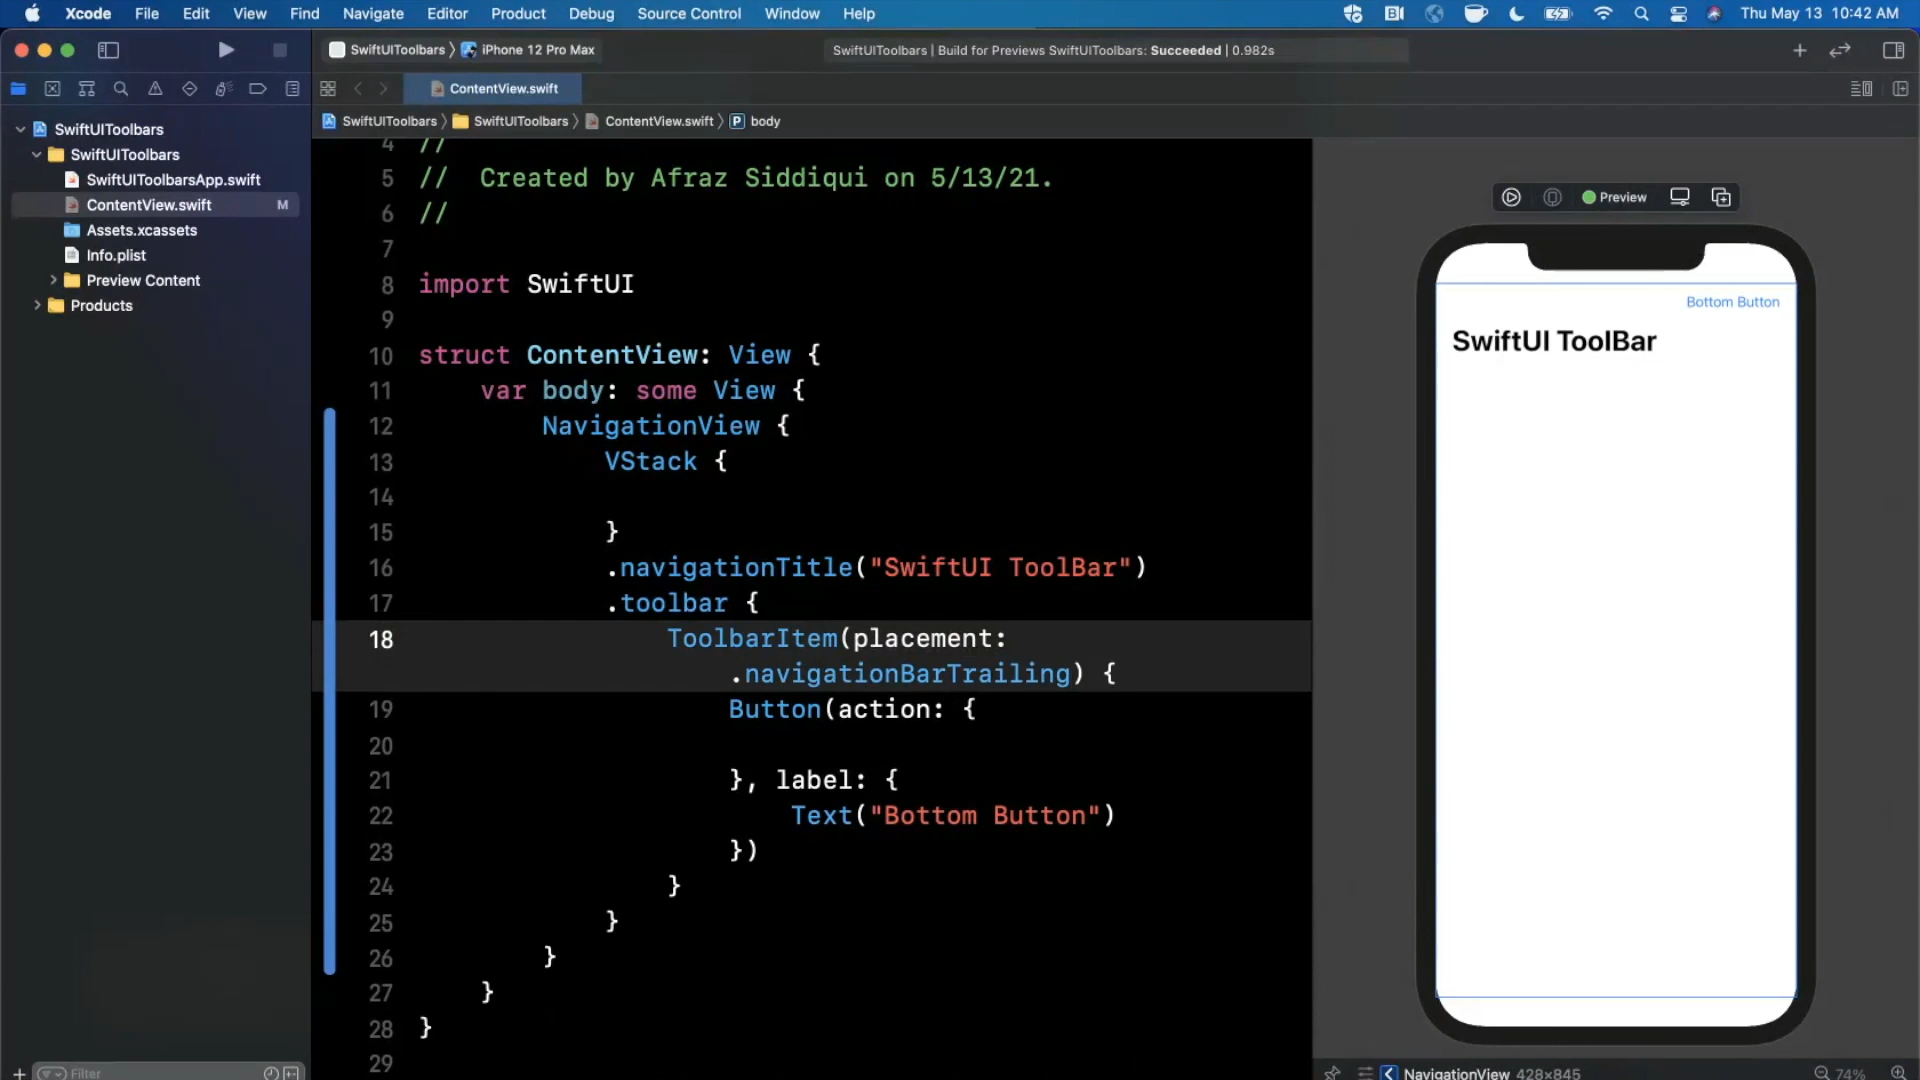 Xcode File Edit View Find Navigate Editor Product Debug Source Control Window Help Thu May 13 10:42 AM
SwiftUIToolbars 〉 iPhone 12 Pro Max
SwiftUIToolbars | Build for Previews SwiftUIToolbars: Succeeded | 0.982s
ContentView.swift
SwiftUIToolbars 〉 SwiftUIToolbars 〉 ContentView.swift 〉 P body
SwiftUIToolbars
SwiftUIToolbars
SwiftUIToolbarsApp.swift
ContentView.swift M
Assets.xcassets
Info.plist
Preview Content
Products
Filter
4 //
5 //  Created by Afraz Siddiqui on 5/13/21.
6 //
7
8 import SwiftUI
9
10 struct ContentView: View {
11 var body: some View {
12 NavigationView {
13 VStack {
14
15 }
16 .navigationTitle("SwiftUI ToolBar")
17 .toolbar {
18 ToolbarItem(placement:
.navigationBarTrailing) {
19 Button(action: {
20
21 }, label: {
22 Text("Bottom Button")
23 })
24 }
25 }
26 }
27 }
28 }
29
Preview
Bottom Button
SwiftUI ToolBar
NavigationView 428×845
74%